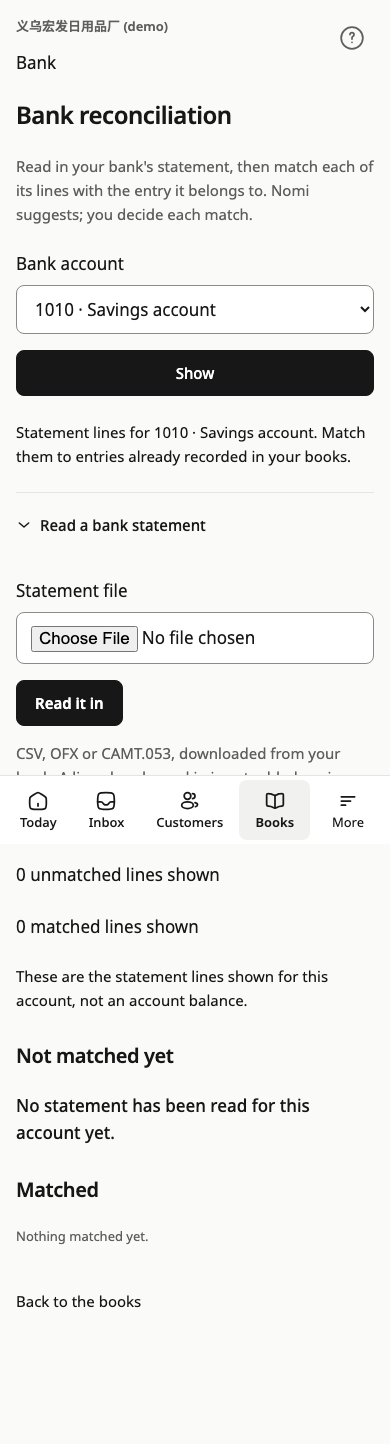 义乌宏发日用品厂 (demo)
Bank
Bank reconciliation
Read in your bank's statement, then match each of
its lines with the entry it belongs to. Nomi
suggests; you decide each match.
Bank account
1010 · Savings account
Show
Statement lines for 1010 · Savings account. Match
them to entries already recorded in your books.
Read a bank statement
Statement file
Choose File No file chosen
Read it in
CSV, OFX or CAMT.053, downloaded from your
Today Inbox Customers Books More
0 unmatched lines shown
0 matched lines shown
These are the statement lines shown for this
account, not an account balance.
Not matched yet
No statement has been read for this
account yet.
Matched
Nothing matched yet.
Back to the books